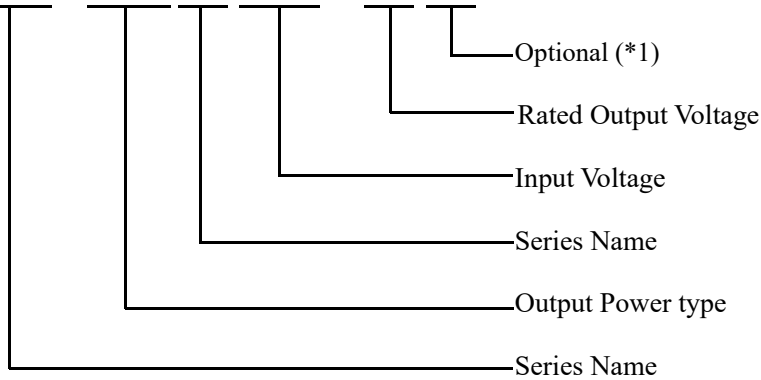 Optional (*1)
Rated Output Voltage
Input Voltage
Series Name
Output Power type
Series Name